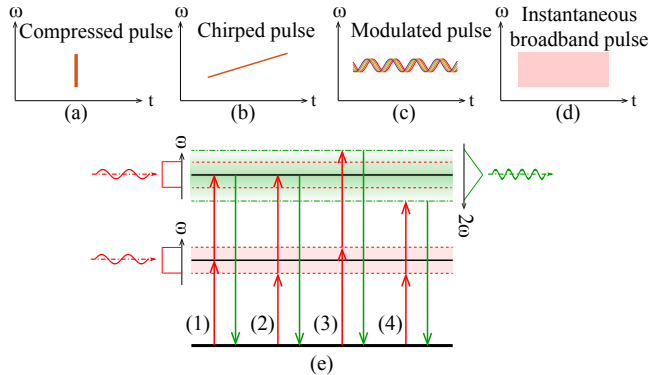 ω
Compressed pulse
t
(a)
ω
Chirped pulse
t
(b)
ω
Modulated pulse
t
(c)
ω
Instantaneous
broadband pulse
t
(d)
ω
2ω
ω
(1)
(2)
(3)
(4)
(e)